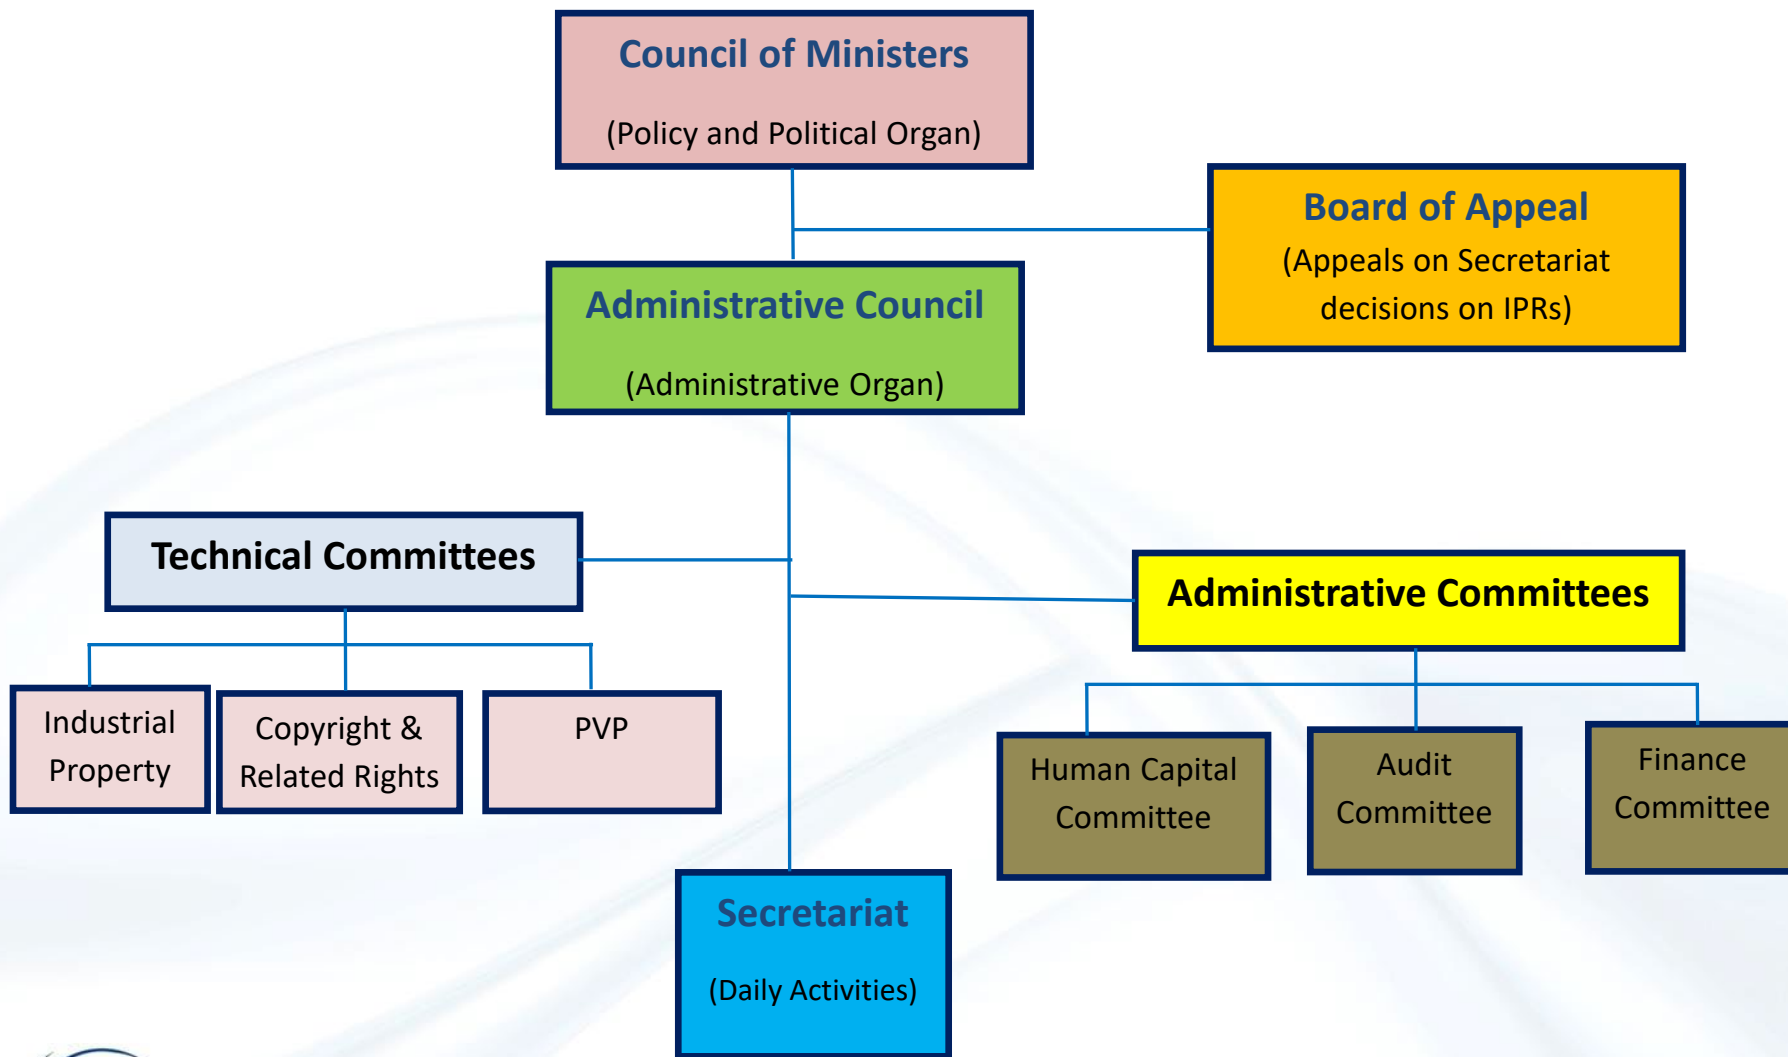 Council of Ministers
(Policy and Political Organ)
Board of Appeal
(Appeals on Secretariat
decisions on IPRs)
Administrative Council
(Administrative Organ)
Technical Committees
Administrative Committees
Industrial
Property
Copyright &
Related Rights
PVP
Human Capital
Committee
Audit
Committee
Finance
Committee
Secretariat
(Daily Activities)